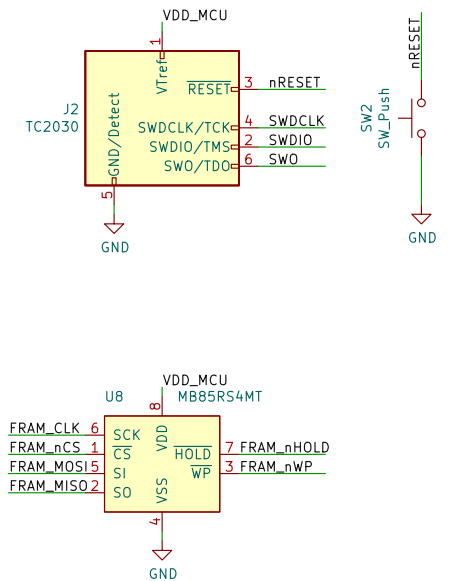 VDD_MCU
1
VTref
J2
TC2030
RESET
3
nRESET
SWDCLK/TCK
4
SWDCLK
SWDIO/TMS
2
SWDIO
SWO/TDO
6
SWO
GND/Detect
5
GND
nRESET
SW2
SW_Push
GND
VDD_MCU
U8
MB85RS4MT
8
VDD
FRAM_CLK
6
SCK
FRAM_nCS
1
CS
FRAM_MOSI
5
SI
FRAM_MISO
2
SO
HOLD
7
FRAM_nHOLD
WP
3
FRAM_nWP
VSS
4
GND